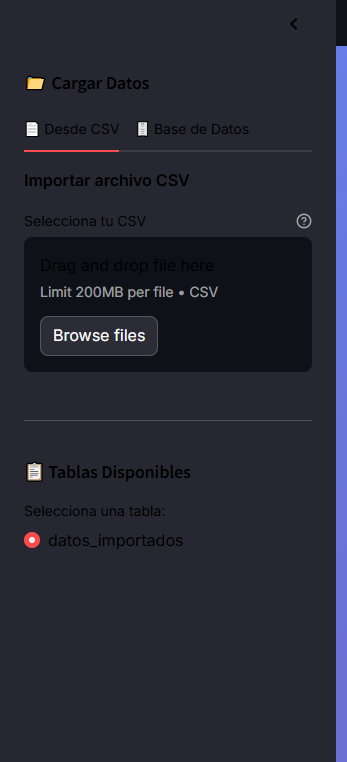 Cargar Datos
Desde CSV Base de Datos
Importar archivo CSV
Selecciona tu CSV
Drag and drop file here
Limit 200MB per file • CSV
Browse files
Tablas Disponibles
Selecciona una tabla:
datos_importados